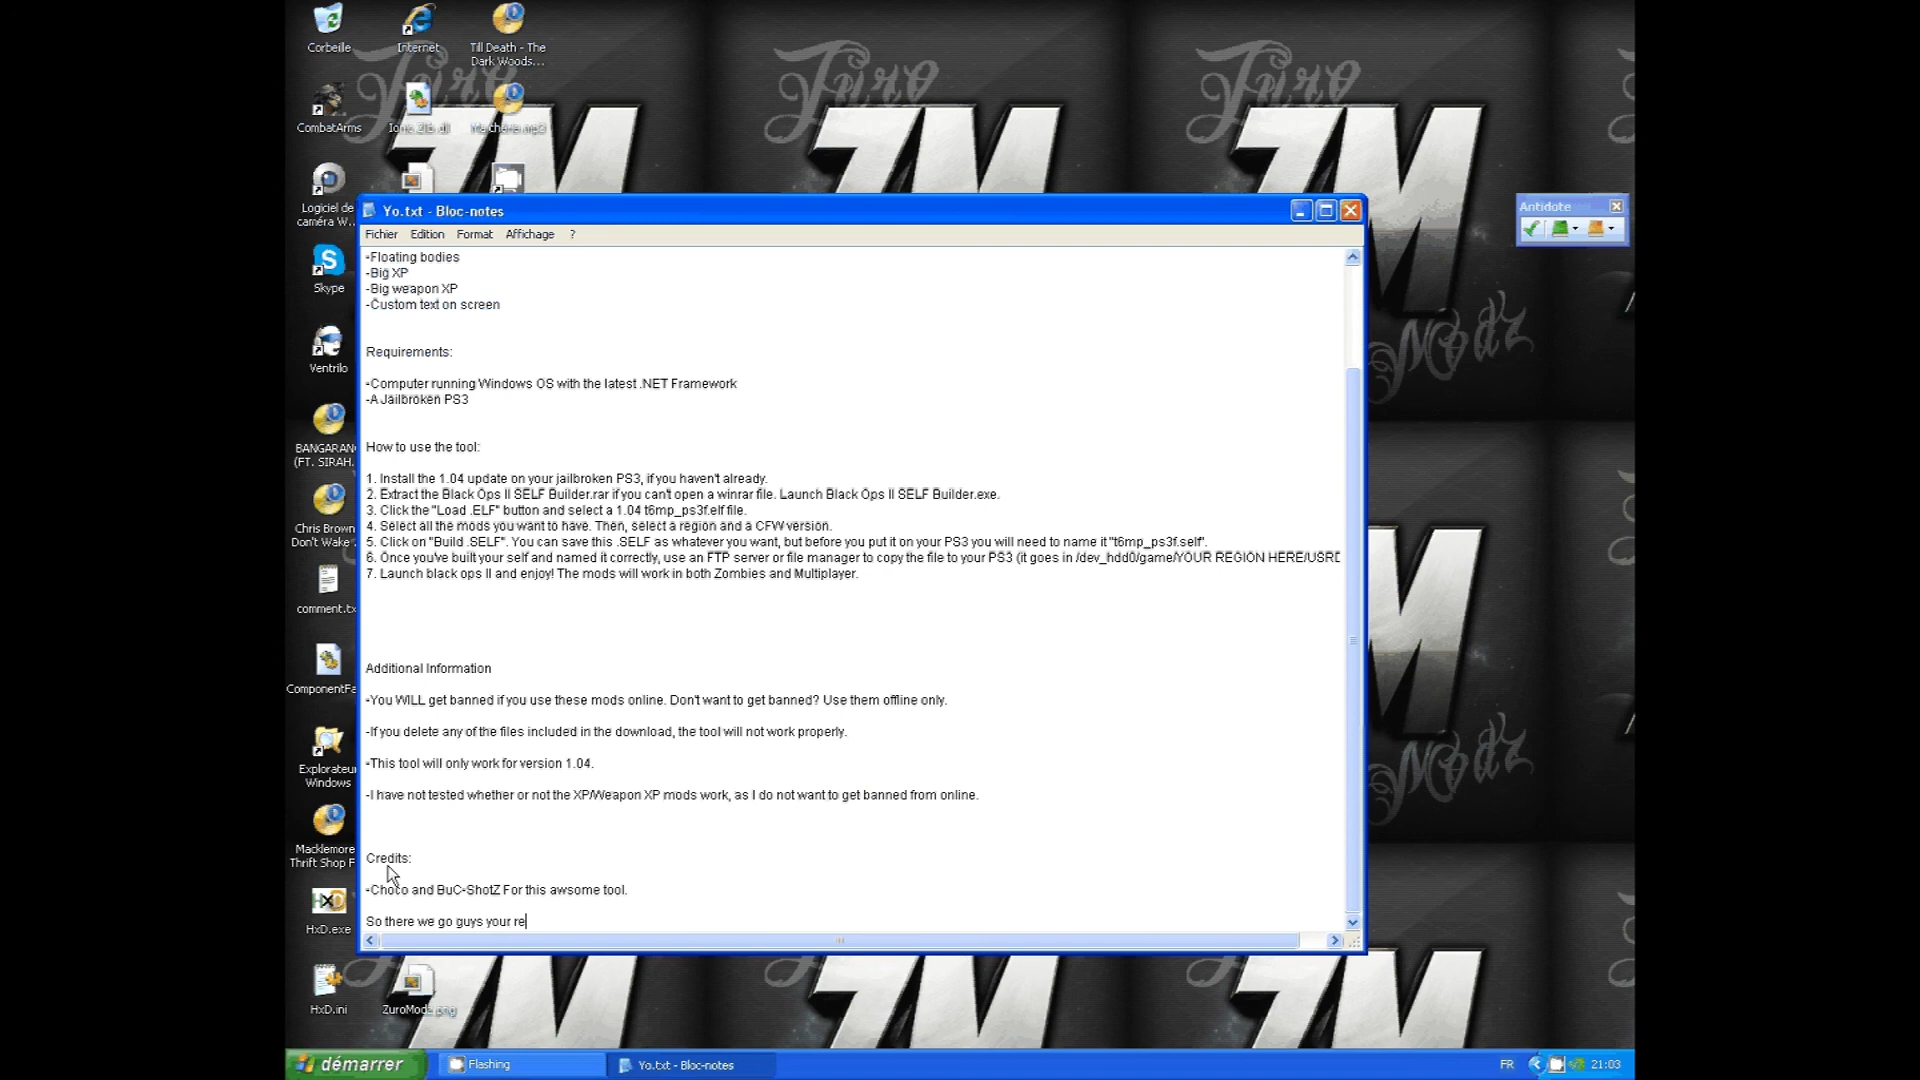 Corbeille
Internet
Till Death - The
Dark Woods...
CombatArms
Logiciel de
caméra W...
Skype
Ventrilo
BANGARAN
(FT. SIRAH.
Chris Brown
Don't Wake
comment.tx
ComponentFa
Explorateur
Windows
Macklemore
Thrift Shop F
HxD.exe
HxD.ini
Yo.txt - Bloc-notes
Fichier Edition Format Affichage ?
-Floating bodies
-Big XP
-Big weapon XP
-Custom text on screen
Requirements:
-Computer running Windows OS with the latest .NET Framework
-A Jailbroken PS3
How to use the tool:
1. Install the 1.04 update on your jailbroken PS3, if you haven't already.
2. Extract the Black Ops II SELF Builder.rar if you can't open a winrar file. Launch Black Ops II SELF Builder.exe.
3. Click the "Load .ELF" button and select a 1.04 t6mp_ps3f.elf file.
4. Select all the mods you want to have. Then, select a region and a CFW version.
5. Click on "Build .SELF". You can save this .SELF as whatever you want, but before you put it on your PS3 you will need to name it "t6mp_ps3f.self".
6. Once you've built your self and named it correctly, use an FTP server or file manager to copy the file to your PS3 (it goes in /dev_hdd0/game/YOUR REGION HERE/USRD
7. Launch black ops II and enjoy! The mods will work in both Zombies and Multiplayer.
Additional Information
-You WILL get banned if you use these mods online. Don't want to get banned? Use them offline only.
-If you delete any of the files included in the download, the tool will not work properly.
-This tool will only work for version 1.04.
-I have not tested whether or not the XP/Weapon XP mods work, as I do not want to get banned from online.
Credits:
-Choco and BuC-ShotZ For this awsome tool.
So there we go guys your re
Antidote
Zuro
7M
Modz
démarrer
Flashing
Yo.txt - Bloc-notes
FR
21:03